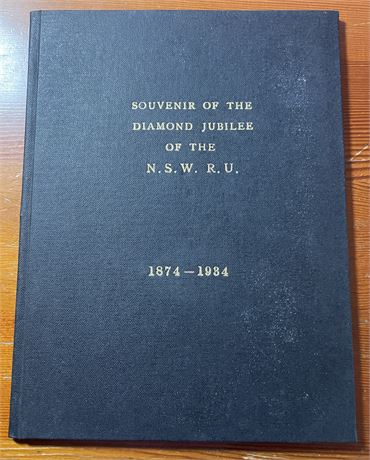 SOUVENIR OF THE
DIAMOND JUBILEE
OF THE
N.S.W. R.U.
1874–1934